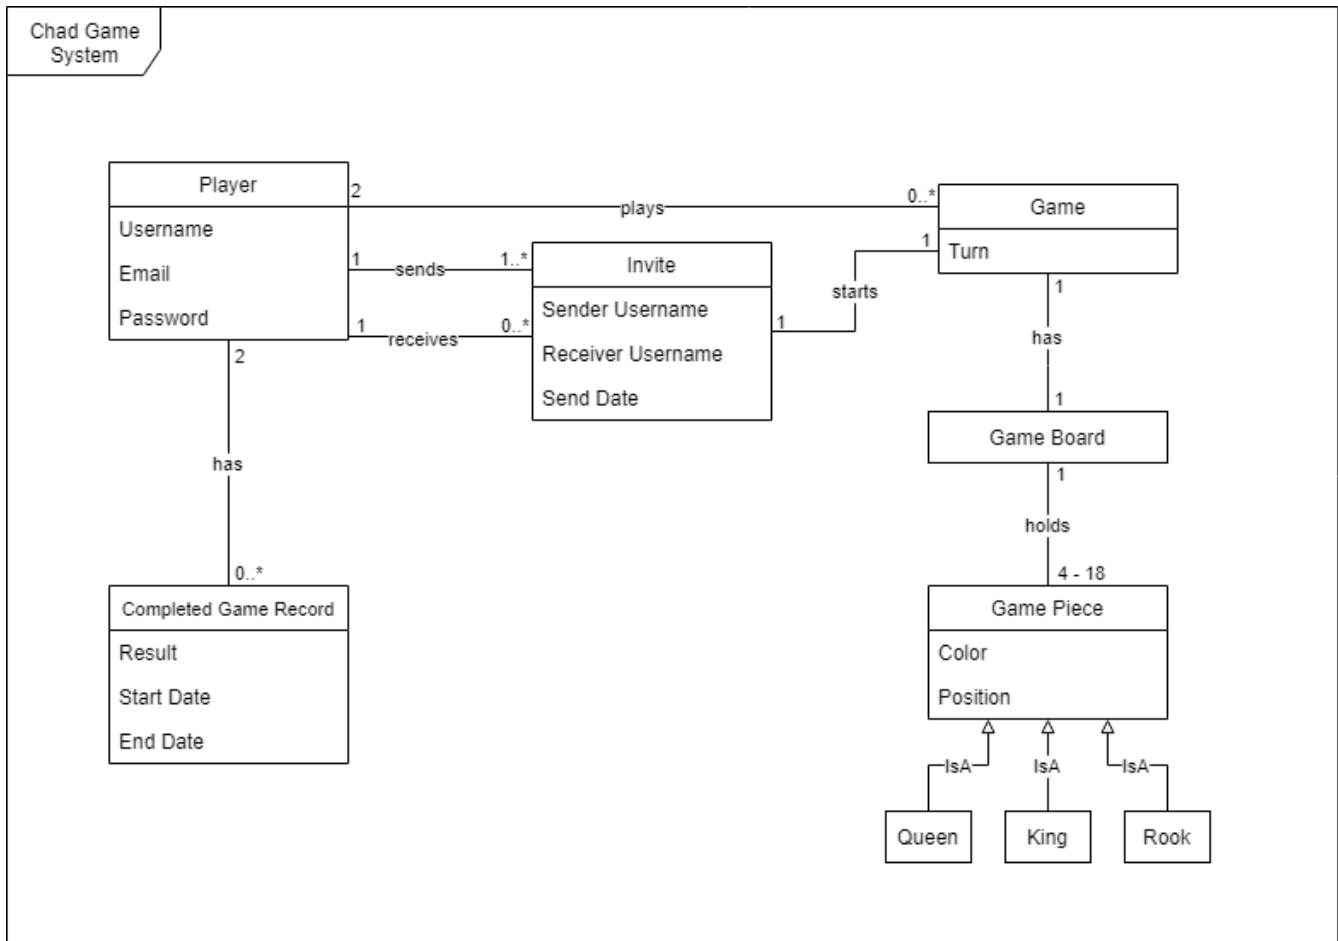 Chad Game
System
Player
Username
Email
Password
2
plays
0..*
Game
Turn
1
sends
1..*
1
receives
0..*
Invite
Sender Username
Receiver Username
Send Date
1
starts
1
1
has
1
Game Board
1
holds
4 - 18
Game Piece
Color
Position
IsA
IsA
IsA
Queen
King
Rook
2
has
0..*
Completed Game Record
Result
Start Date
End Date